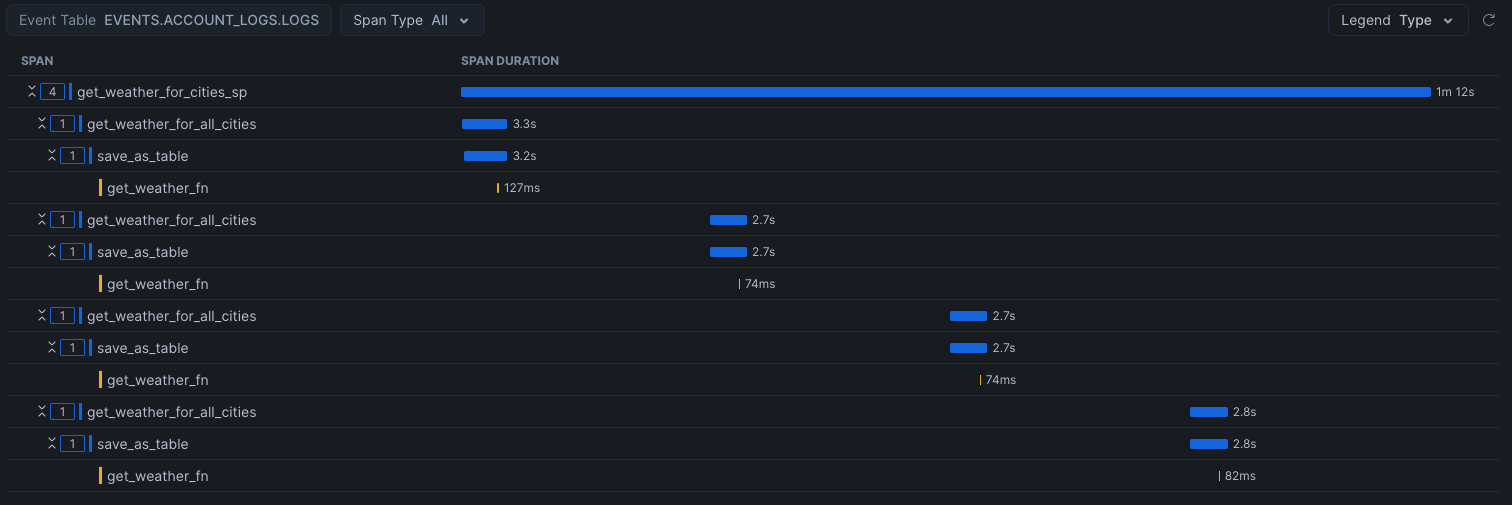 Event Table EVENTS.ACCOUNT_LOGS.LOGS Span Type All Legend Type
SPAN SPAN DURATION
4 get_weather_for_cities_sp 1m 12s
1 get_weather_for_all_cities 3.3s
1 save_as_table 3.2s
get_weather_fn 127ms
1 get_weather_for_all_cities 2.7s
1 save_as_table 2.7s
get_weather_fn 74ms
1 get_weather_for_all_cities 2.7s
1 save_as_table 2.7s
get_weather_fn 74ms
1 get_weather_for_all_cities 2.8s
1 save_as_table 2.8s
get_weather_fn 82ms